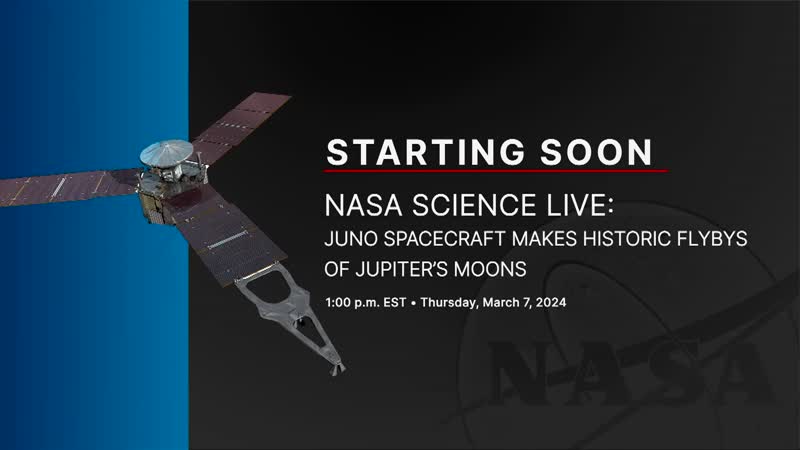 STARTING SOON
NASA SCIENCE LIVE:
JUNO SPACECRAFT MAKES HISTORIC FLYBYS
OF JUPITER’S MOONS
1:00 p.m. EST • Thursday, March 7, 2024
NASA